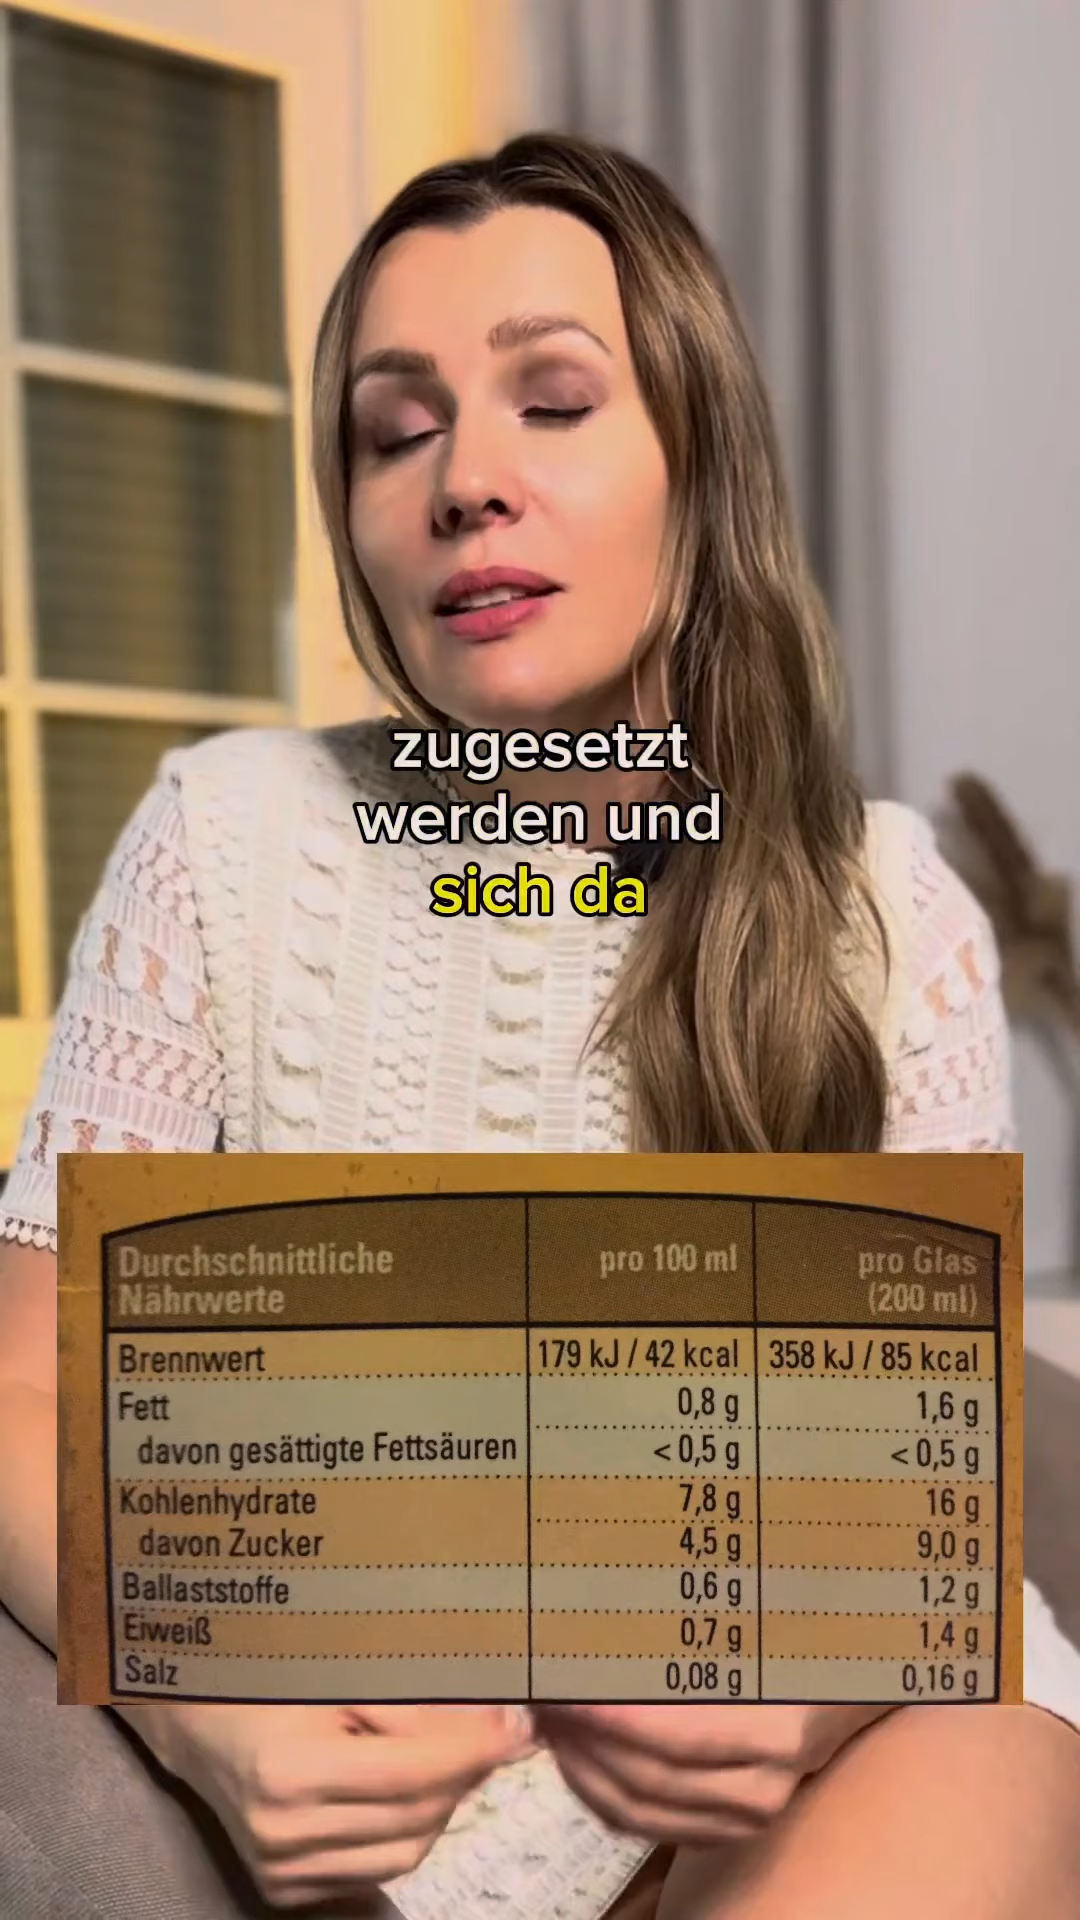 zugesetzt
werden und
sich da
Durchschnittliche Nährwerte pro 100 ml pro Glas (200 ml)
Brennwert 179 kJ / 42 kcal 358 kJ / 85 kcal
Fett 0,8 g 1,6 g
davon gesättigte Fettsäuren < 0,5 g < 0,5 g
Kohlenhydrate 7,8 g 16 g
davon Zucker 4,5 g 9,0 g
Ballaststoffe 0,6 g 1,2 g
Eiweiß 0,7 g 1,4 g
Salz 0,08 g 0,16 g